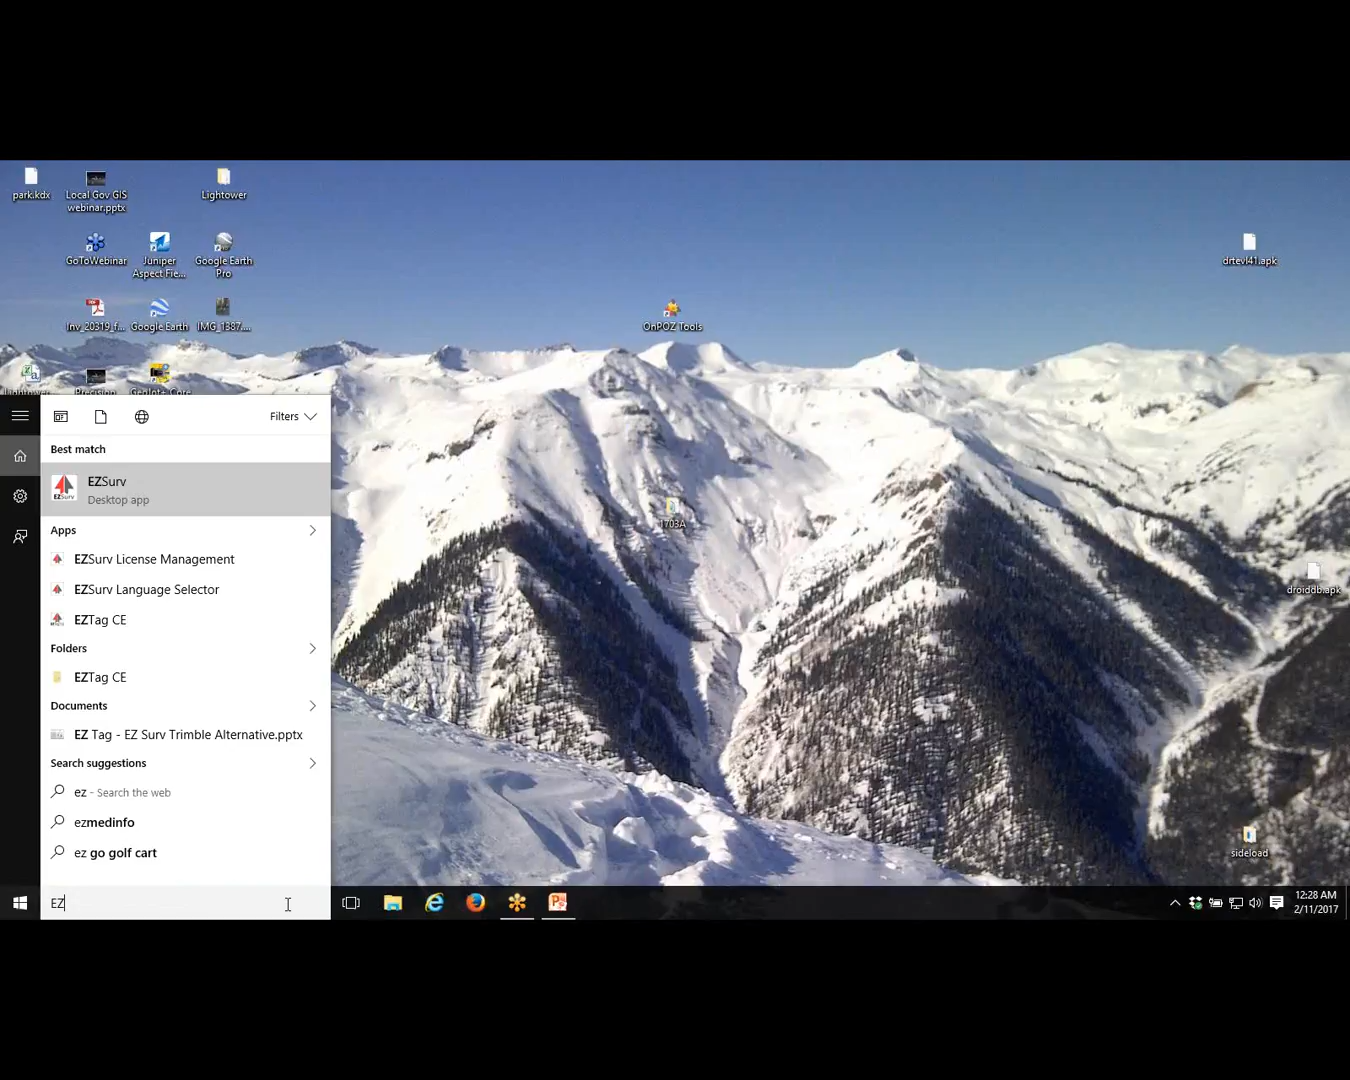 park.kdx
Local Gov GIS
webinar.pptx
Lightower
GoToWebinar
Juniper
Aspect Fie...
Google Earth
Pro
drtevl41.apk
Inv_20319_f...
Google Earth
IMG_1387....
OnPOZ Tools
Filters
Best match
EZSurv
EZSurv
Desktop app
1703A
Apps
EZSurv License Management
EZSurv Language Selector
droiddb.apk
EZTag CE
Folders
EZTag CE
Documents
EZ Tag - EZ Surv Trimble Alternative.pptx
Search suggestions
ez - Search the web
ezmedinfo
ez go golf cart
sideload
EZ
12:28 AM
2/11/2017